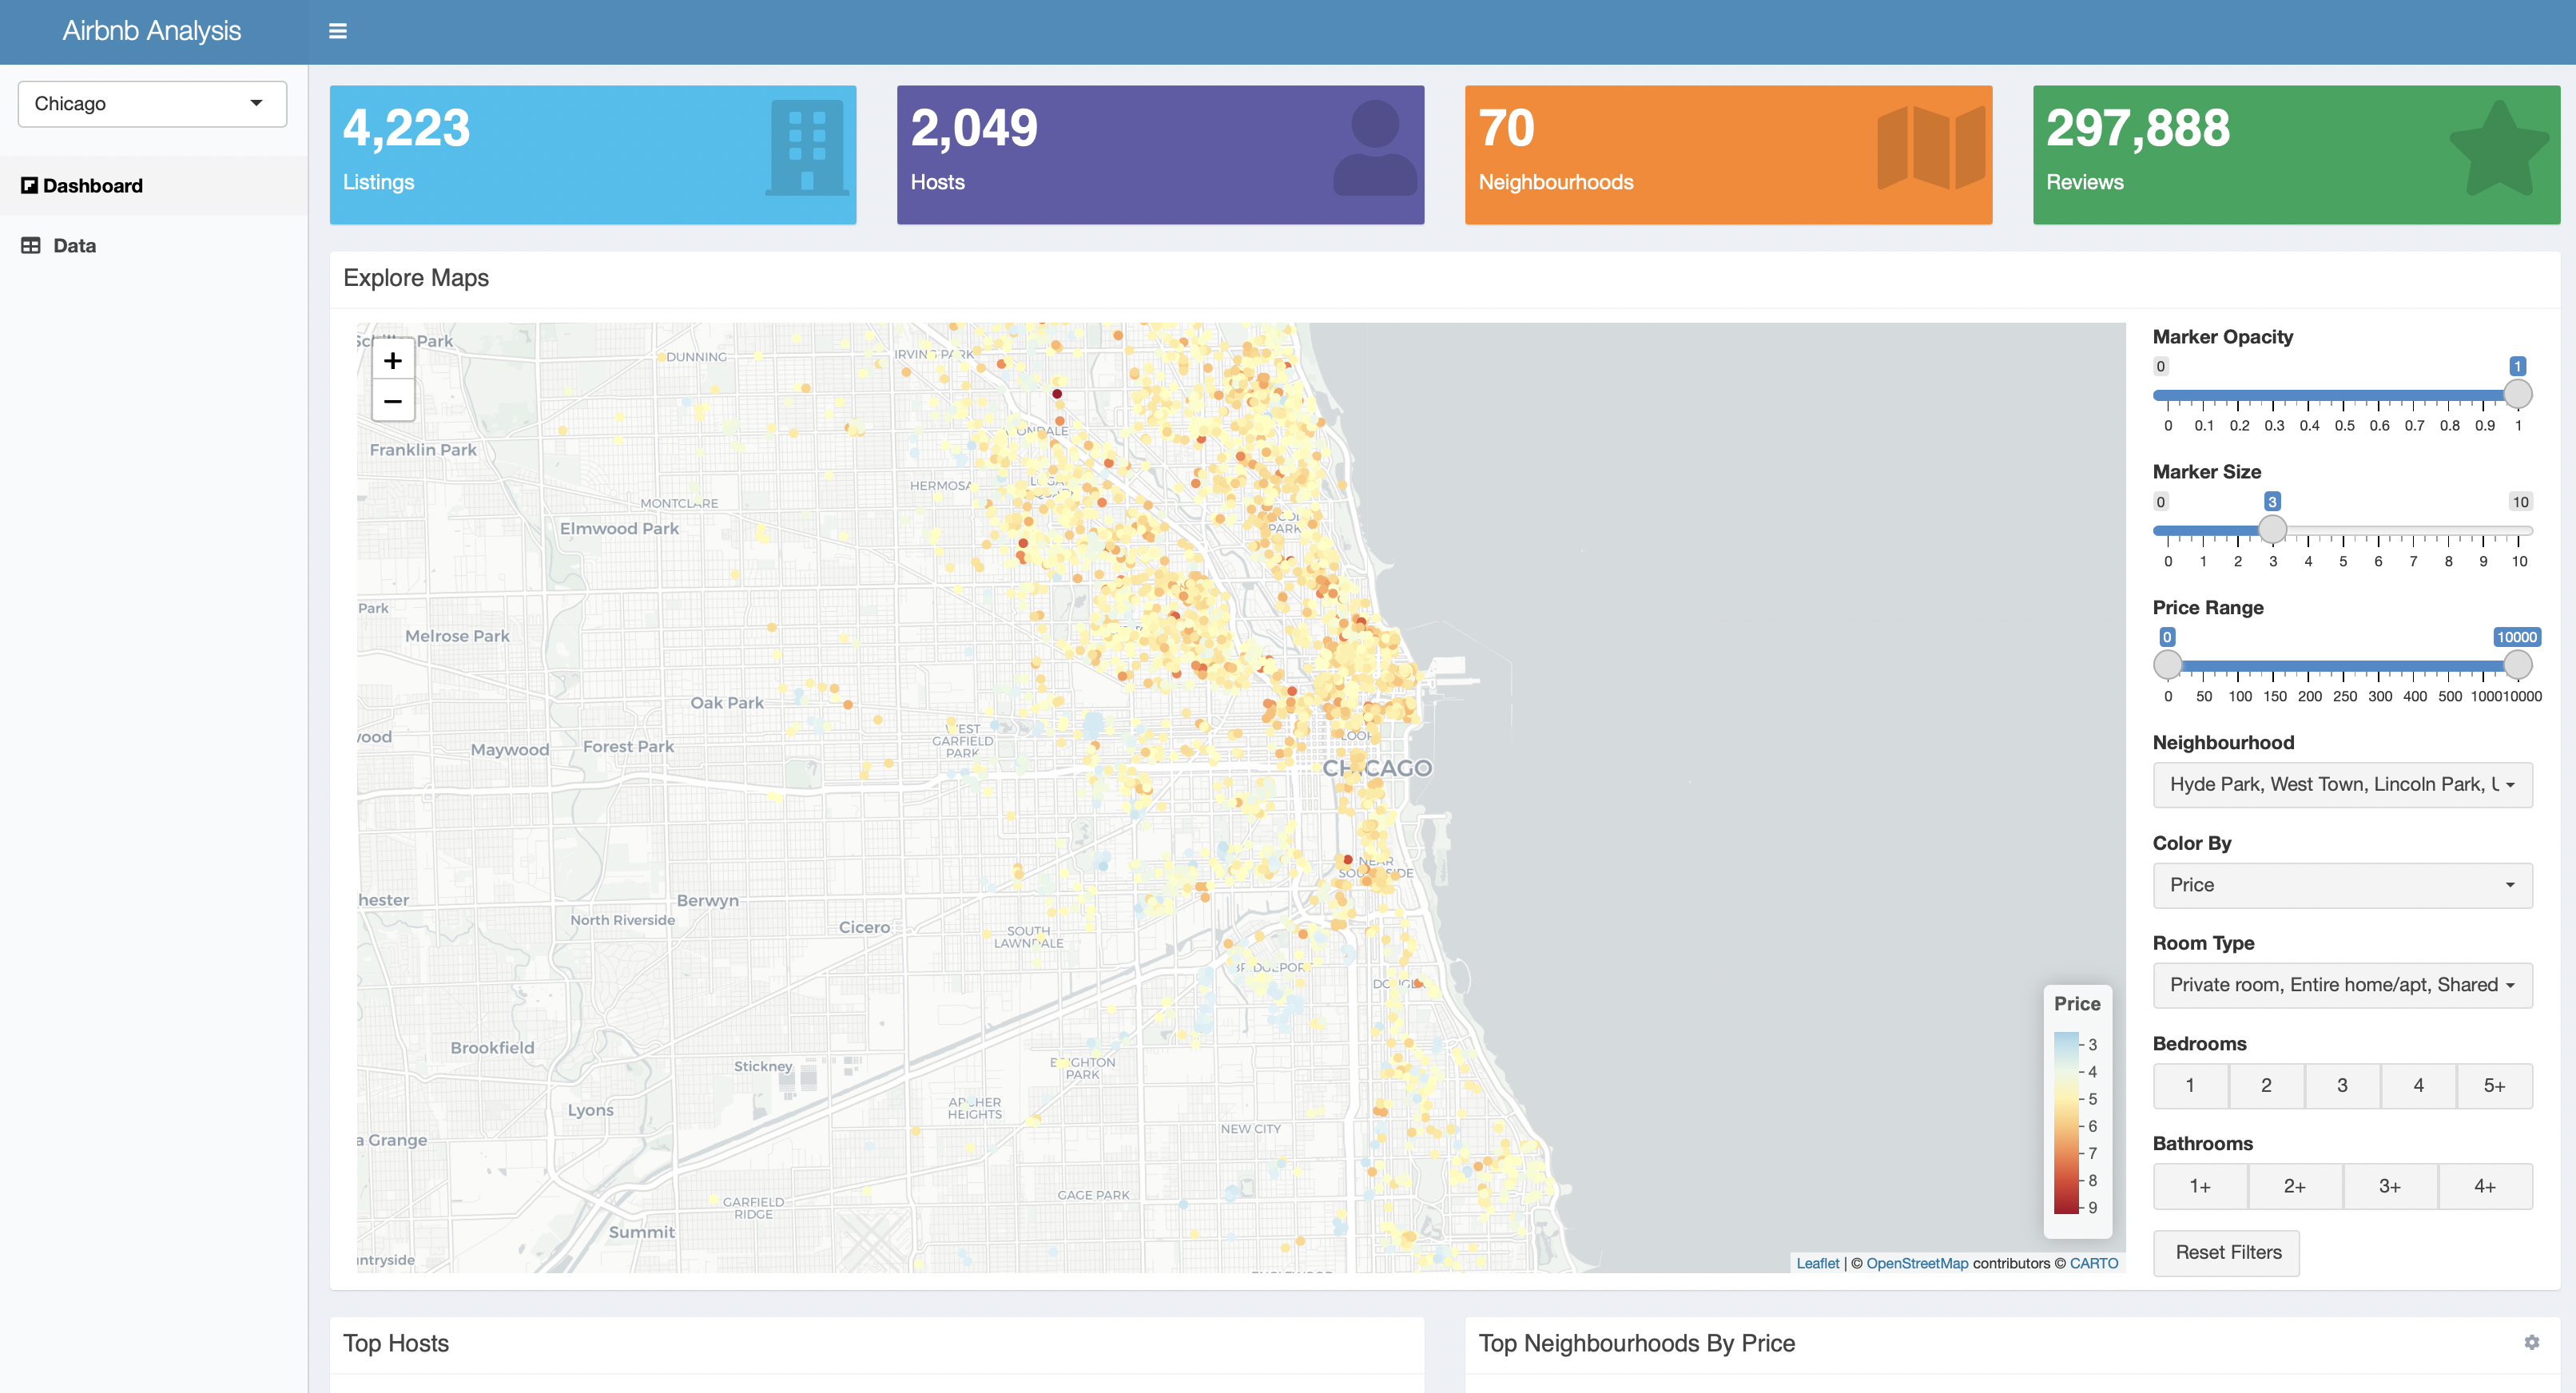 Airbnb Analysis
Chicago
Dashboard
Data
4,223
Listings
2,049
Hosts
70
Neighbourhoods
297,888
Reviews
Explore Maps
+
−
Park
DUNNING
IRVING PARK
Franklin Park
HERMOSA
MONTCLARE
Elmwood Park
PARK
Park
Melrose Park
Oak Park
WEST
GARFIELD
PARK
LOOP
Maywood
Forest Park
CHICAGO
NEAR
hester
Berwyn
North Riverside
Cicero
SOUTH
LAWNDALE
Brookfield
Stickney
BRIGHTON
PARK
Lyons
ARCHER
HEIGHTS
NEW CITY
a Grange
GAGE PARK
GARFIELD
RIDGE
Summit
untryside
Price
3
4
5
6
7
8
9
Leaflet | © OpenStreetMap contributors © CARTO
Marker Opacity
0
1
0 0.1 0.2 0.3 0.4 0.5 0.6 0.7 0.8 0.9 1
Marker Size
0
3
10
0 1 2 3 4 5 6 7 8 9 10
Price Range
0
10000
0 50 100 150 200 250 300 400 500 1000 10000
Neighbourhood
Hyde Park, West Town, Lincoln Park,
Color By
Price
Room Type
Private room, Entire home/apt, Shared
Bedrooms
1 2 3 4 5+
Bathrooms
1+ 2+ 3+ 4+
Reset Filters
Top Hosts
Top Neighbourhoods By Price